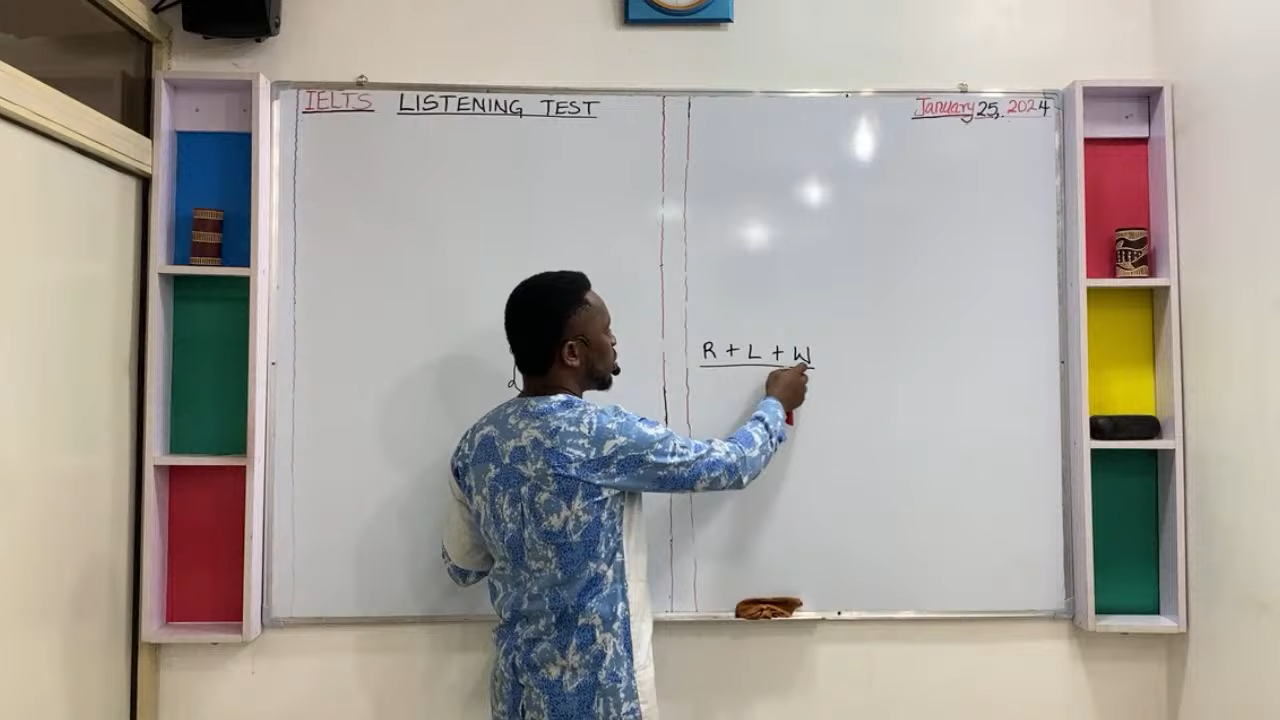 IELTS LISTENING TEST
January 25, 2024
R + L + W